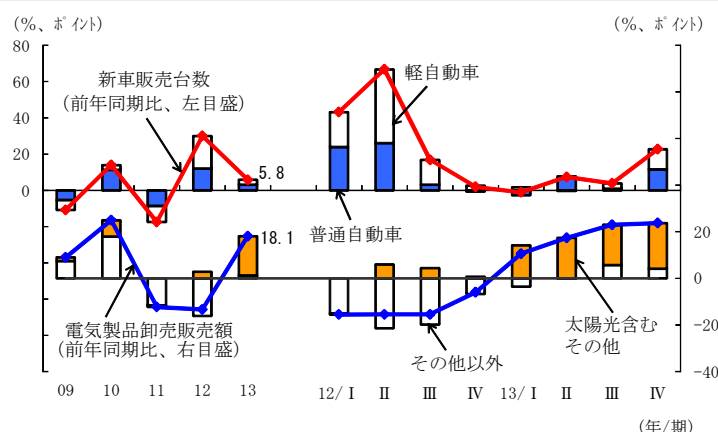 (%、ﾎﾟｲﾝﾄ) (%、ﾎﾟｲﾝﾄ)
80
60
40
20
0
新車販売台数
(前年同期比、左目盛)
軽自動車
5.8
普通自動車
18.1
電気製品卸売販売額
(前年同期比、右目盛)
その他以外
太陽光含む
その他
20
0
-20
-40
09 10 11 12 13 12/Ⅰ Ⅱ Ⅲ Ⅳ 13/Ⅰ Ⅱ Ⅲ Ⅳ
(年/期)